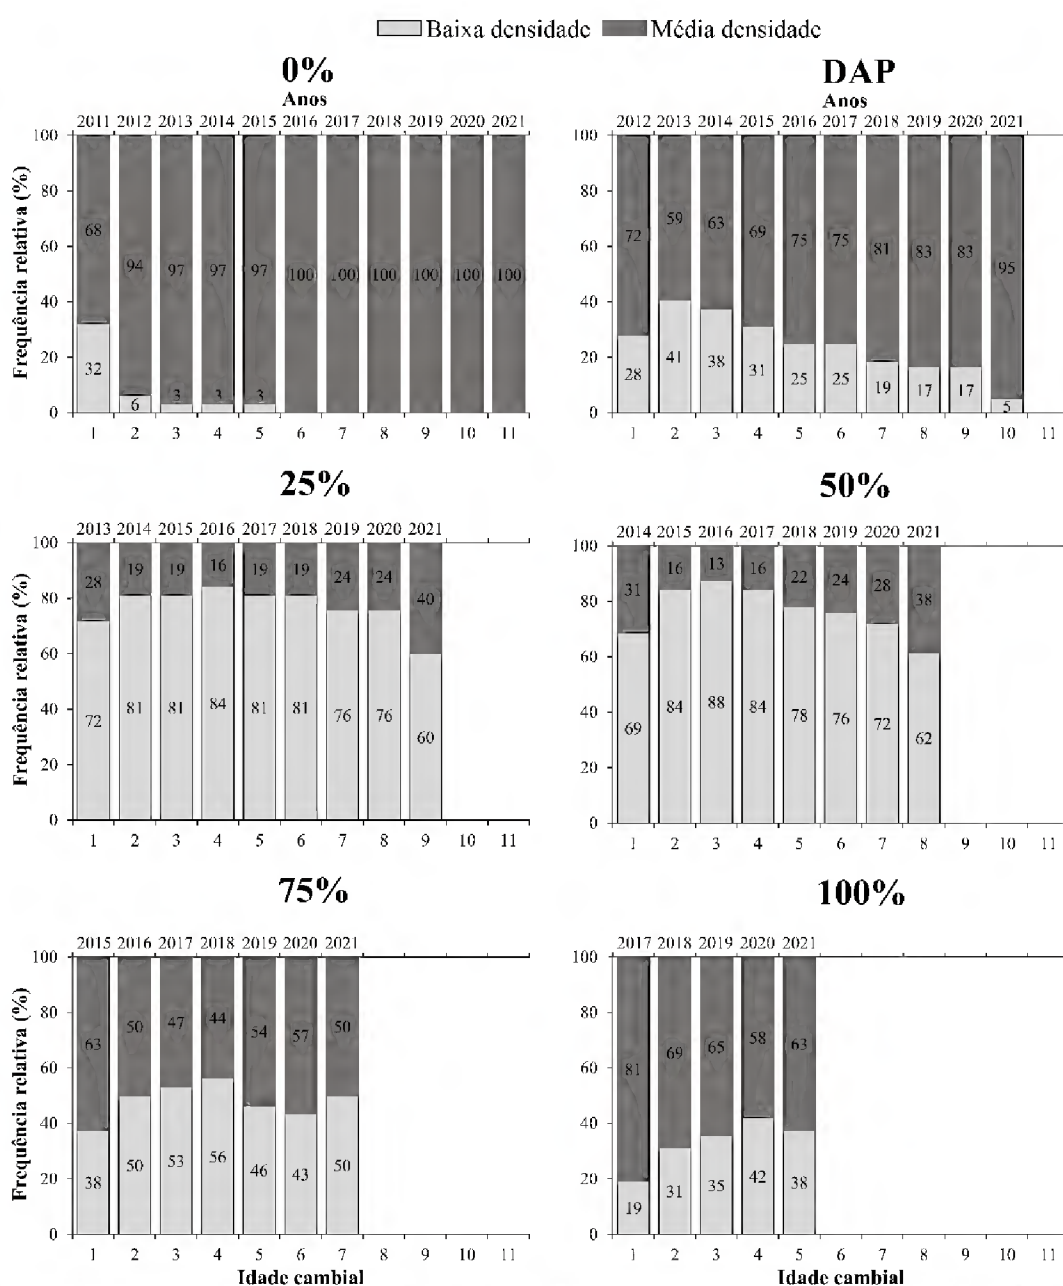 Baixa densidade Média densidade
0%
Anos
2011 2012 2013 2014 2015 2016 2017 2018 2019 2020 2021
Frequência relativa (%)
100
80
60
40
20
0
68 94 97 97 97 100 100 100 100 100 100
32 6 3 3 3
1 2 3 4 5 6 7 8 9 10 11
DAP
Anos
2012 2013 2014 2015 2016 2017 2018 2019 2020 2021
100
80
60
40
20
0
72 59 63 69 75 75 81 83 83 95
28 41 38 31 25 25 19 17 17 5
1 2 3 4 5 6 7 8 9 10 11
25%
2013 2014 2015 2016 2017 2018 2019 2020 2021
Frequência relativa (%)
100
80
60
40
20
0
28 19 19 16 19 19 24 24 40
72 81 81 84 81 81 76 76 60
1 2 3 4 5 6 7 8 9 10 11
50%
2014 2015 2016 2017 2018 2019 2020 2021
100
80
60
40
20
0
31 16 13 16 22 24 28 38
69 84 88 84 78 76 72 62
1 2 3 4 5 6 7 8 9 10 11
75%
2015 2016 2017 2018 2019 2020 2021
Frequência relativa (%)
100
80
60
40
20
0
63 50 47 44 54 57 50
38 50 53 56 46 43 50
1 2 3 4 5 6 7 8 9 10 11
Idade cambial
100%
2017 2018 2019 2020 2021
100
80
60
40
20
0
81 69 65 58 63
19 31 35 42 38
1 2 3 4 5 6 7 8 9 10 11
Idade cambial